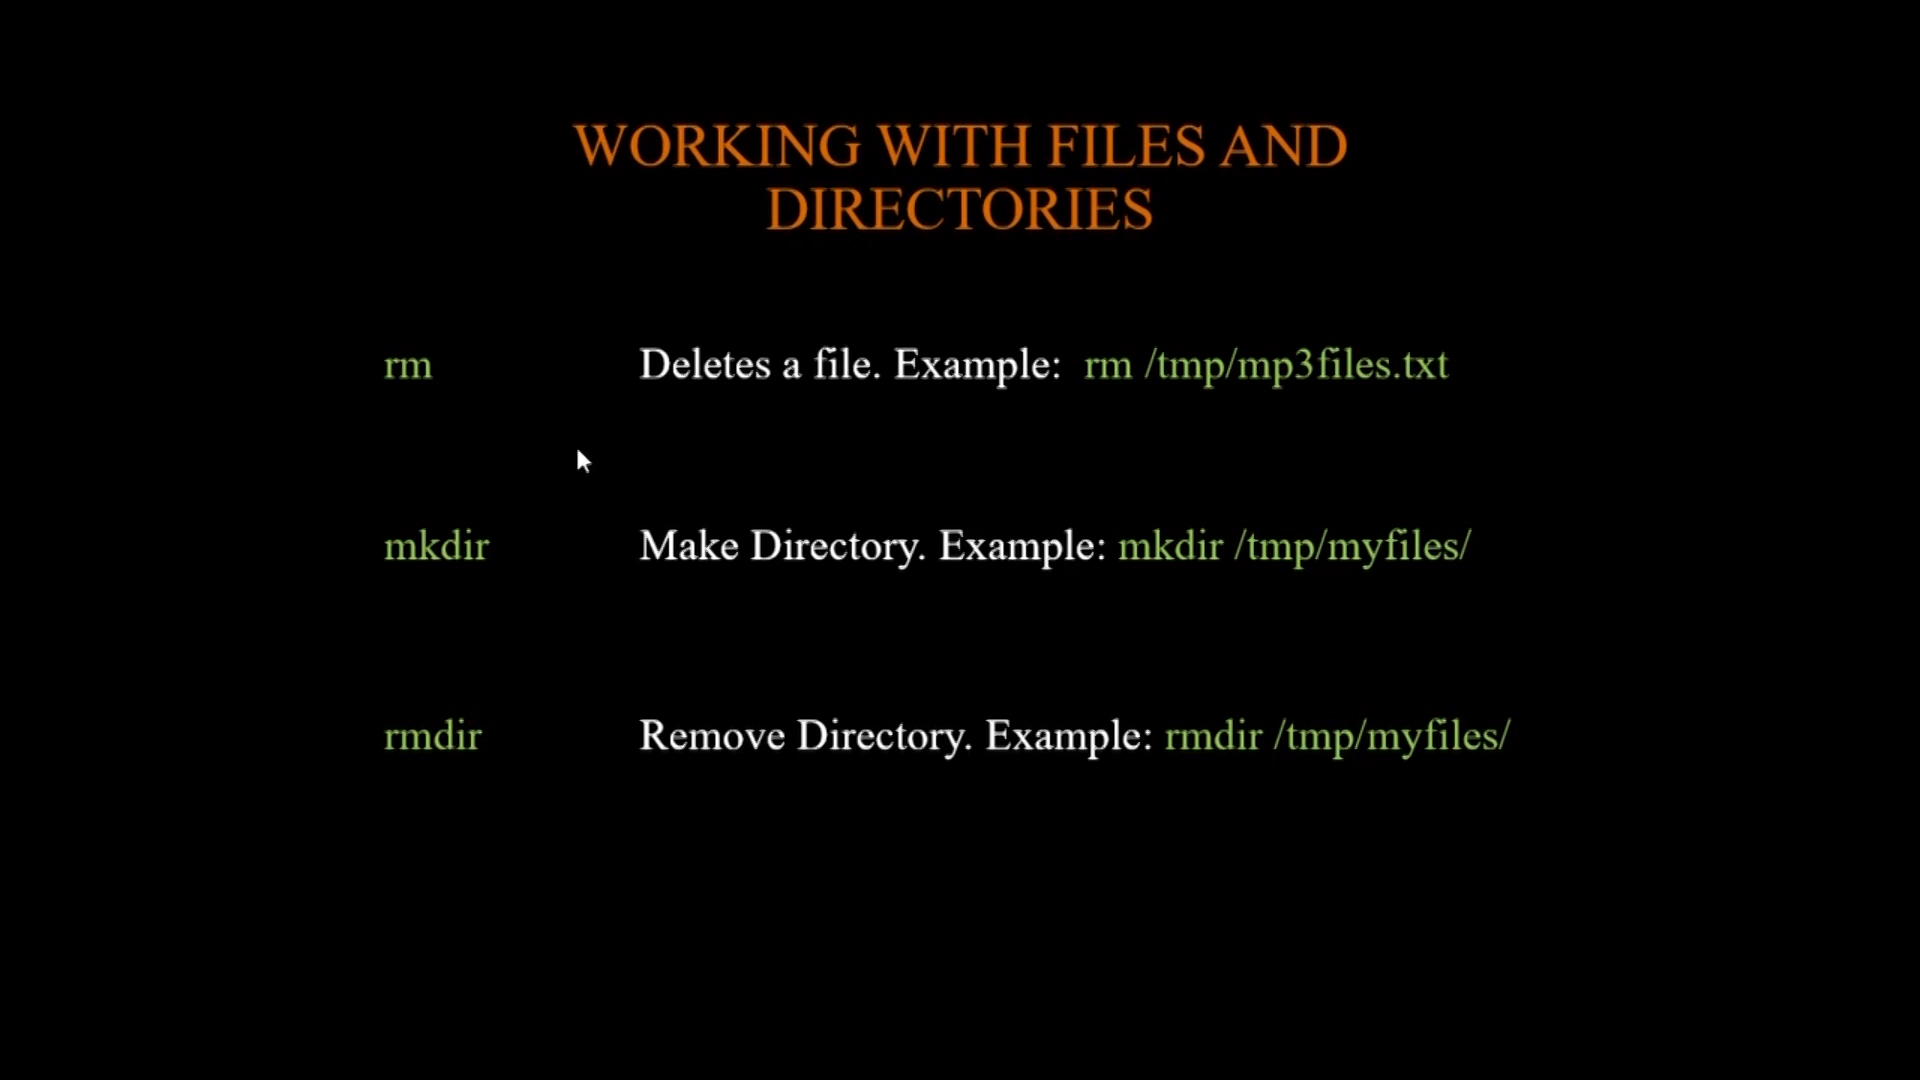 WORKING WITH FILES AND
DIRECTORIES
rm Deletes a file. Example: rm /tmp/mp3files.txt
mkdir Make Directory. Example: mkdir /tmp/myfiles/
rmdir Remove Directory. Example: rmdir /tmp/myfiles/